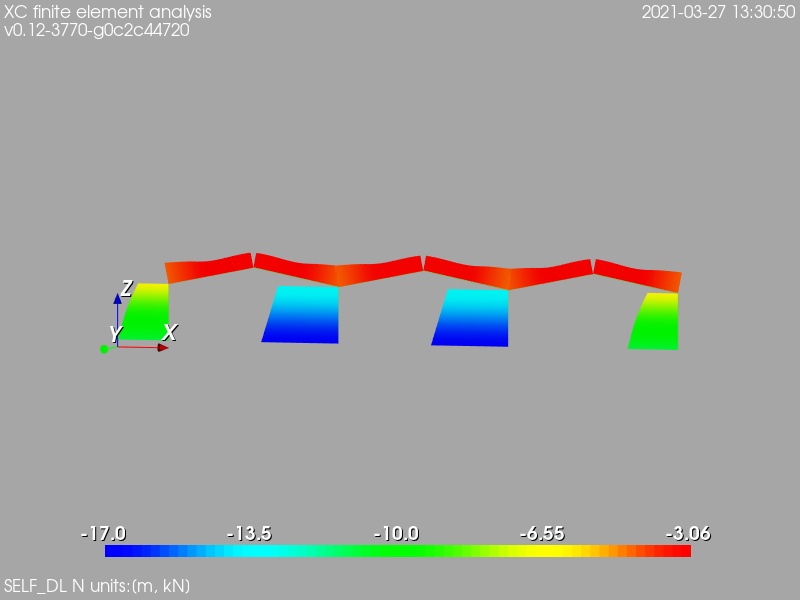 XC finite element analysis
v0.12-3770-g0c2c44720
2021-03-27 13:30:50
Z
Y
X
-17.0 -13.5 -10.0 -6.55 -3.06
SELF_DL N units:[m, kN]